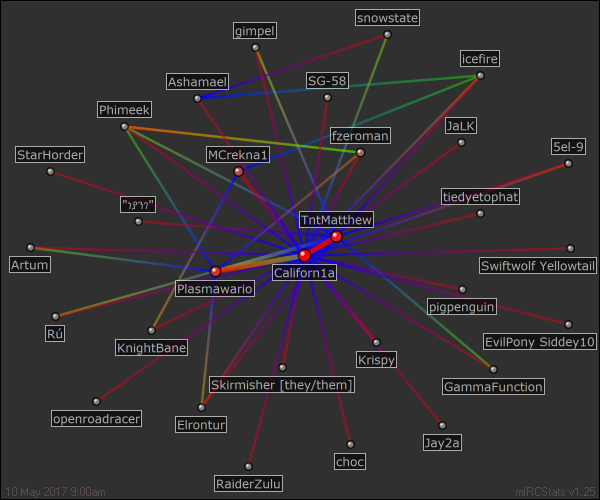 snowstate
gimpel
icefire
Ashamael
SG-58
Phimeek
JaLK
fzeroman
5el-9
StarHorder
MCrekna1
tiedyetophat
TntMatthew
Artum
Californ1a
Swiftwolf Yellowtail
Plasmawario
pigpenguin
Rú
EvilPony Siddey10
KnightBane
Krispy
Skirmisher [they/them]
GammaFunction
openroadracer
Elrontur
Jay2a
choc
RaiderZulu
10 May 2017 9:00am
mIRCStats v1.25